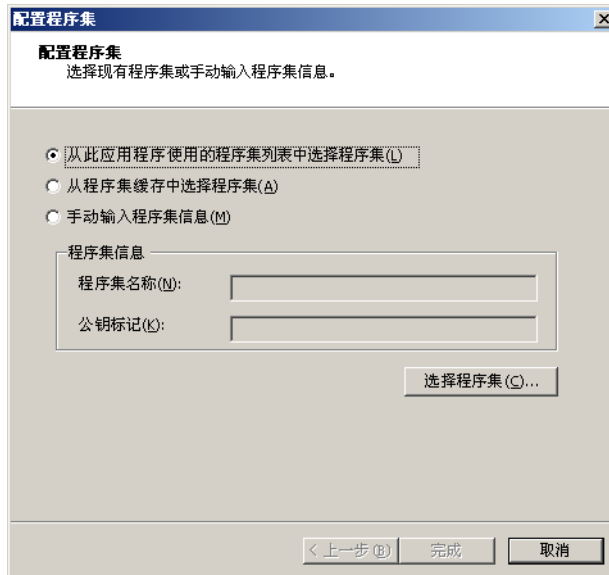 配置程序集
配置程序集
选择现有程序集或手动输入程序集信息。
从此应用程序使用的程序集列表中选择程序集(L)
从程序集缓存中选择程序集(A)
手动输入程序集信息(M)
程序集信息
程序集名称(N):
公钥标记(K):
选择程序集(C)...
< 上一步(B)
完成
取消